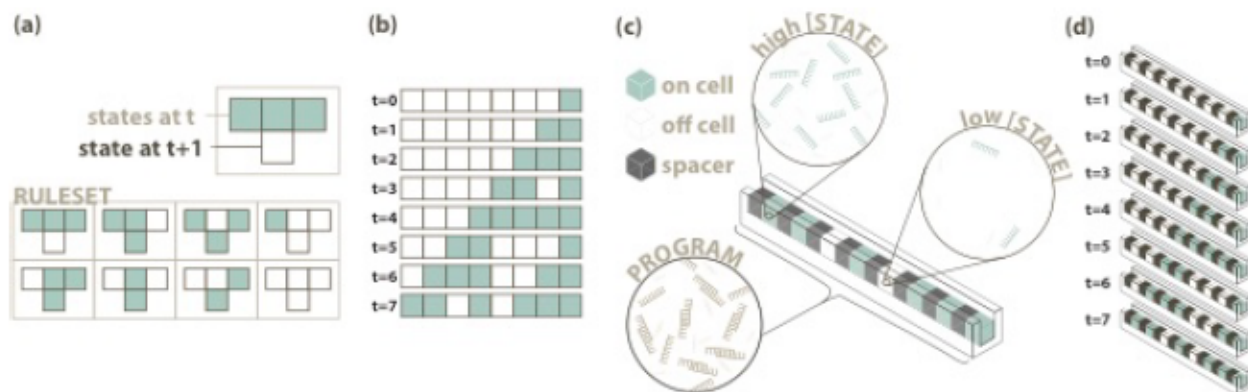 (a)
states at t
state at t+1
RULESET
(b)
t=0
t=1
t=2
t=3
t=4
t=5
t=6
t=7
(c)
high [STATE]
on cell
off cell
spacer
low [STATE]
PROGRAM
(d)
t=0
t=1
t=2
t=3
t=4
t=5
t=6
t=7